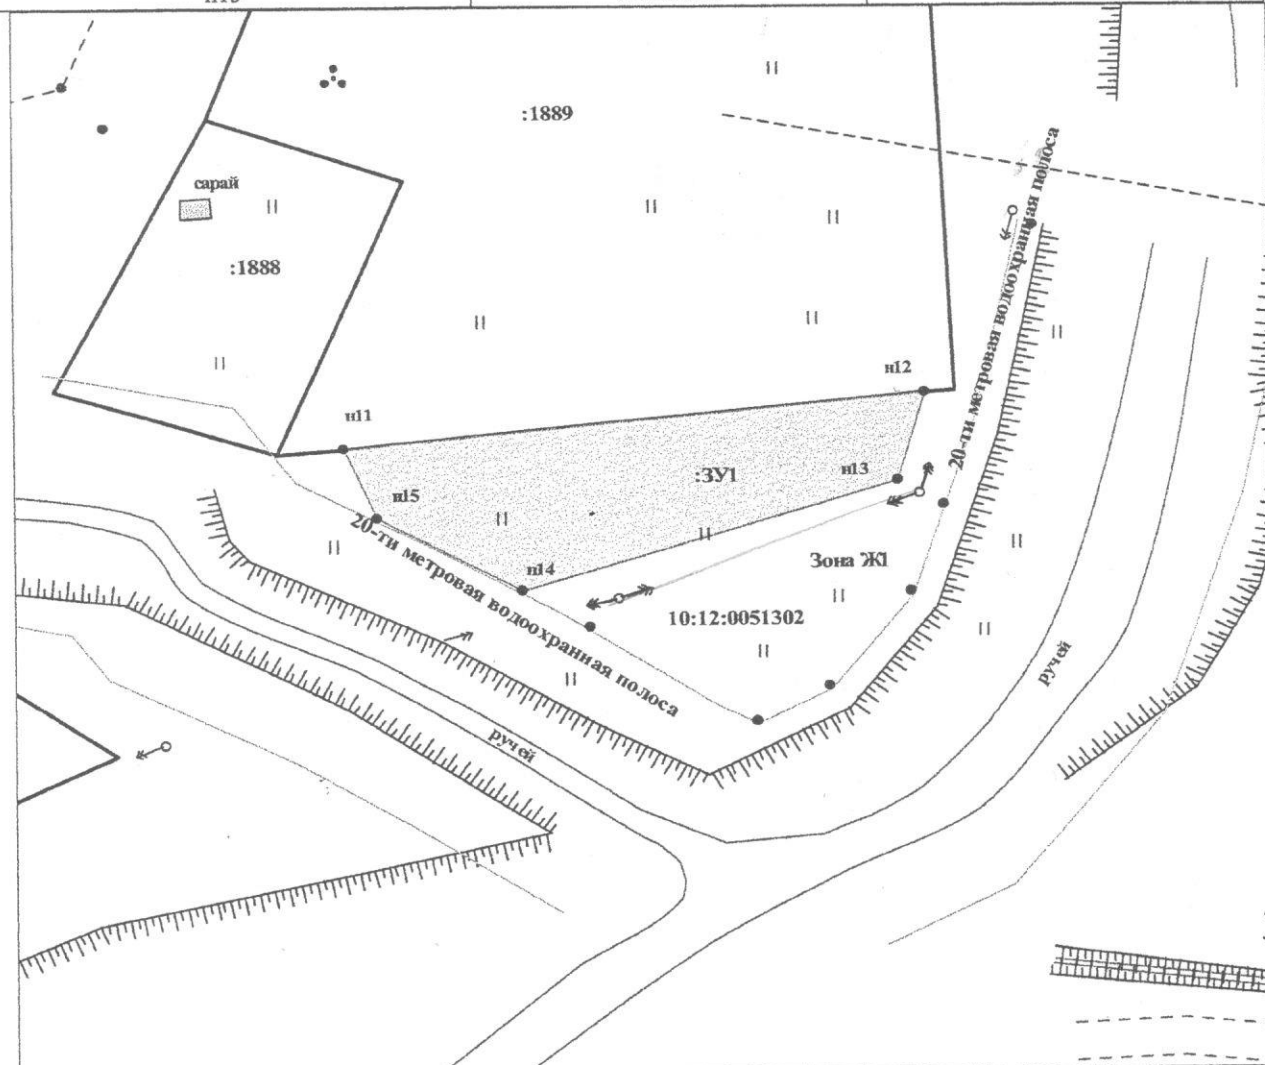 :1889
сарай
:1888
20-ти метровая водоохранная полоса
н12
н11
:ЗУ1
н13
н15
Зона Ж1
н14
10:12:0051302
20-ти метровая водоохранная полоса
ручей
ручей